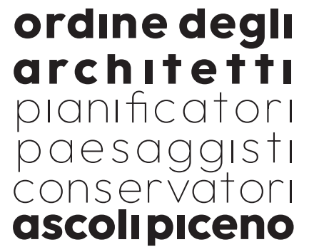 ordine degli
architetti
pianificatori
paesaggisti
conservatori
ascoli piceno